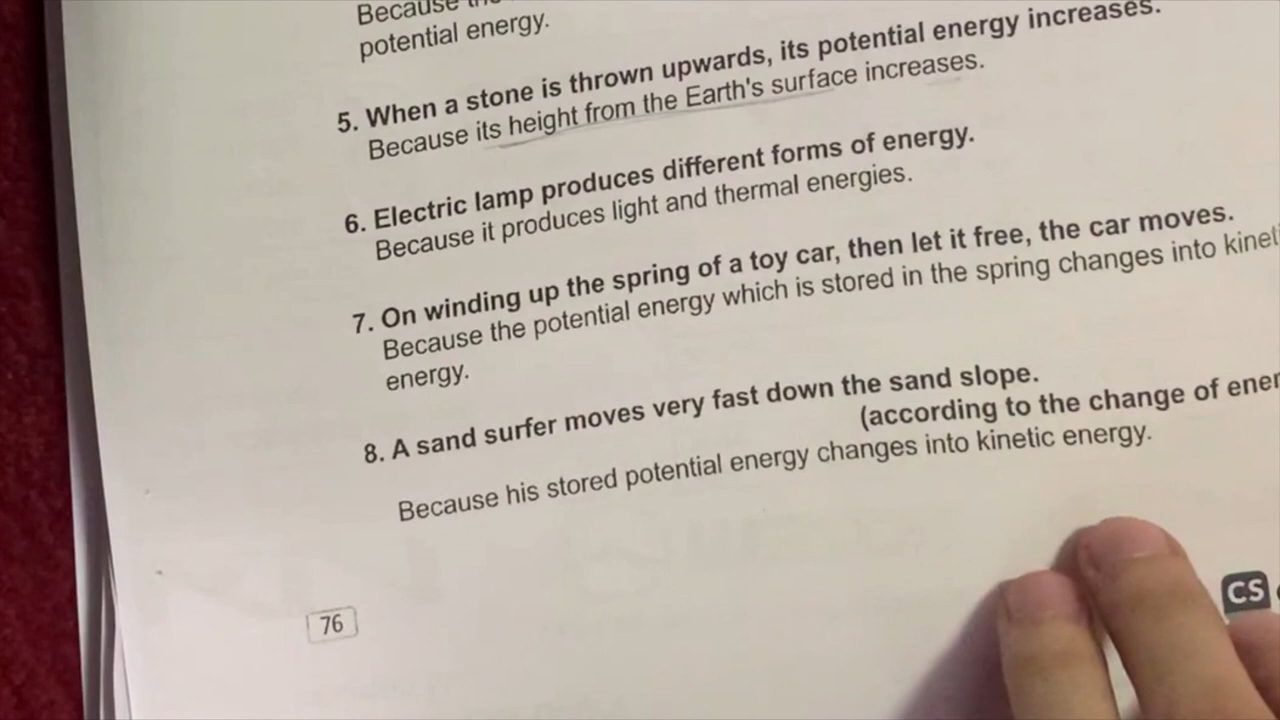 Because
potential energy.
5. When a stone is thrown upwards, its potential energy increases.
Because its height from the Earth's surface increases.
6. Electric lamp produces different forms of energy.
Because it produces light and thermal energies.
7. On winding up the spring of a toy car, then let it free, the car moves.
Because the potential energy which is stored in the spring changes into
energy.
8. A sand surfer moves very fast down the sand slope.
(according to the change of
Because his stored potential energy changes into kinetic energy.
76
CS